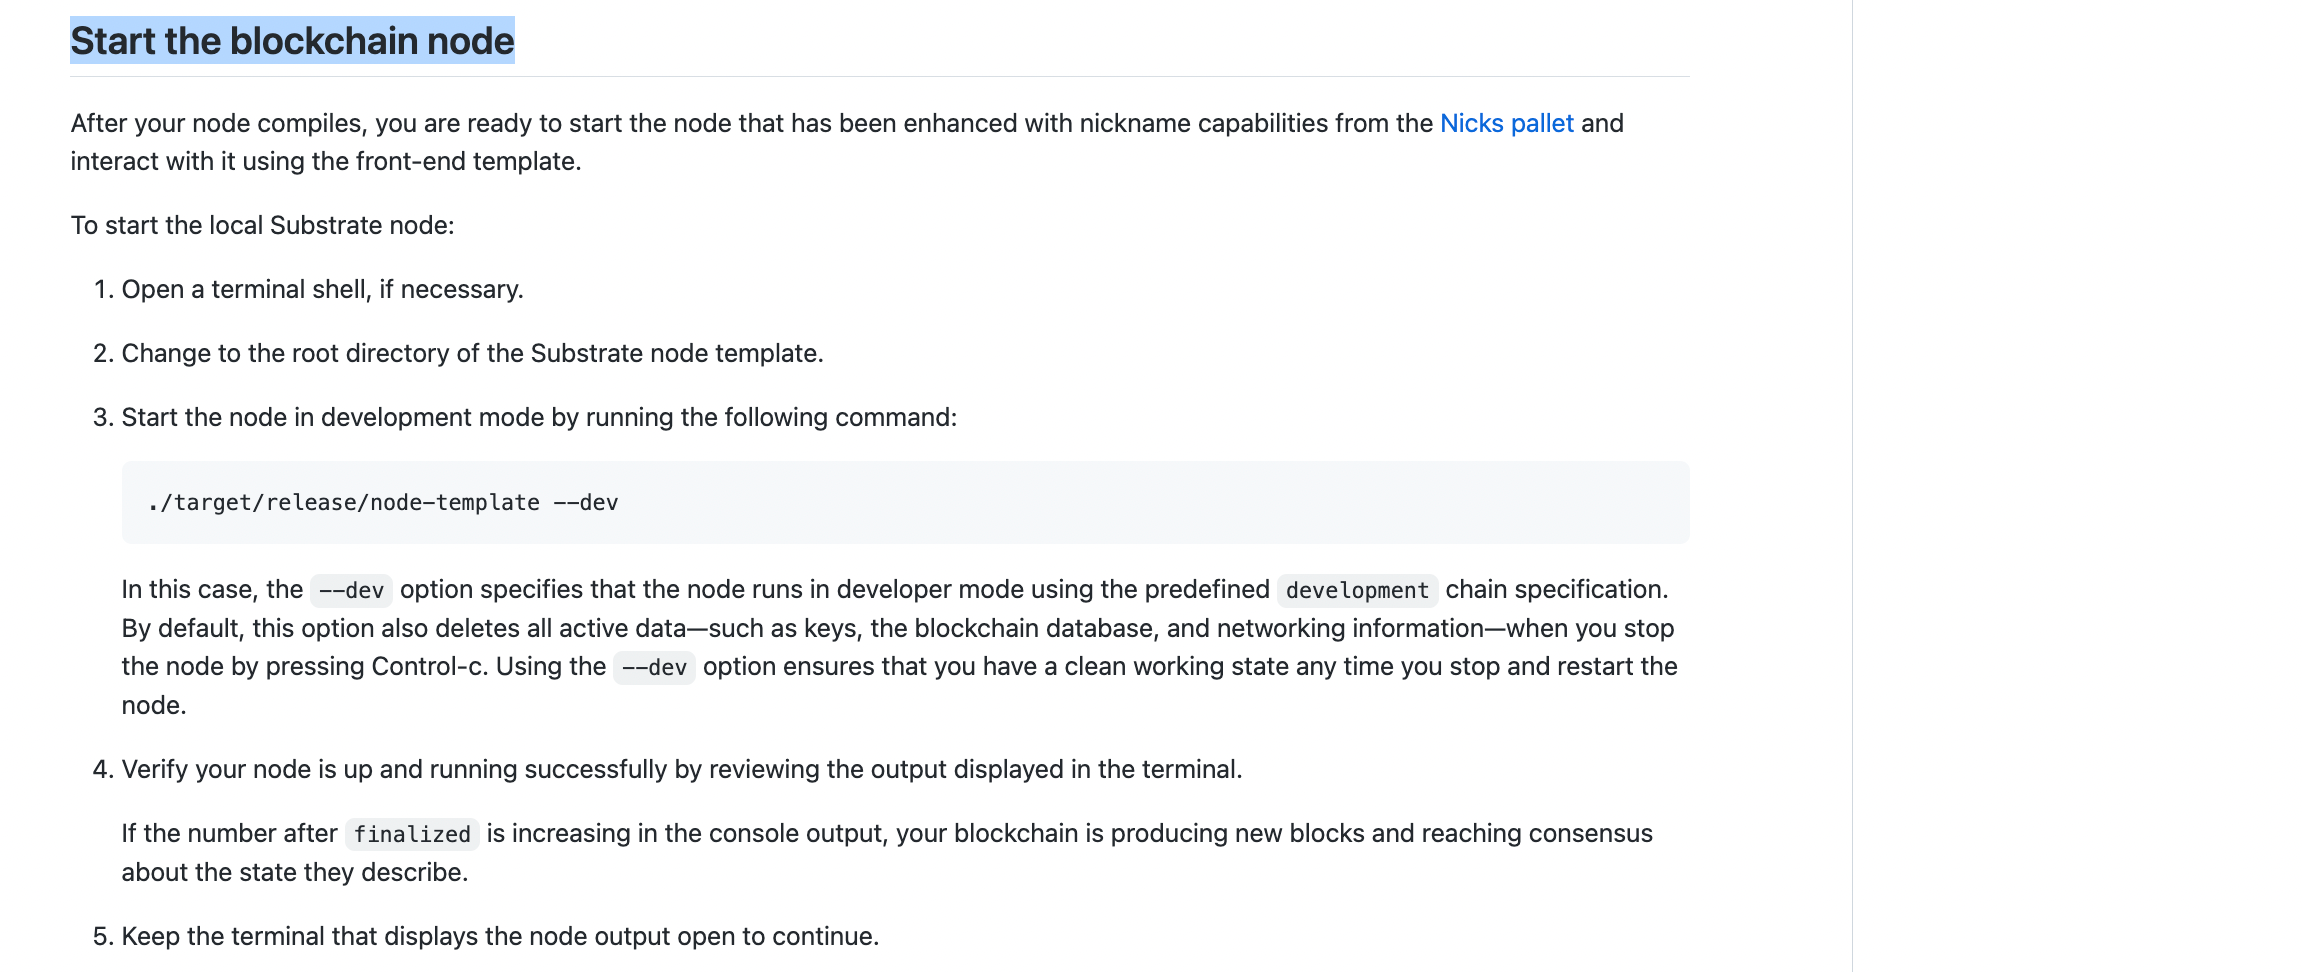 Start the blockchain node
After your node compiles, you are ready to start the node that has been enhanced with nickname capabilities from the Nicks pallet and
interact with it using the front-end template.
To start the local Substrate node:
1. Open a terminal shell, if necessary.
2. Change to the root directory of the Substrate node template.
3. Start the node in development mode by running the following command:
./target/release/node-template --dev
In this case, the --dev option specifies that the node runs in developer mode using the predefined development chain specification.
By default, this option also deletes all active data—such as keys, the blockchain database, and networking information—when you stop
the node by pressing Control-c. Using the --dev option ensures that you have a clean working state any time you stop and restart the
node.
4. Verify your node is up and running successfully by reviewing the output displayed in the terminal.
If the number after finalized is increasing in the console output, your blockchain is producing new blocks and reaching consensus
about the state they describe.
5. Keep the terminal that displays the node output open to continue.